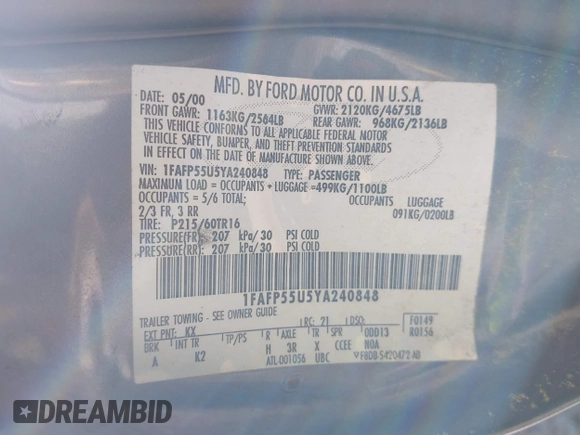 MFD. BY FORD MOTOR CO. IN U.S.A.
DATE: 05/00 GVWR: 2120KG/4675LB
FRONT GAWR: 1163KG/2564LB REAR GAWR: 968KG/2136LB
THIS VEHICLE CONFORMS TO ALL APPLICABLE FEDERAL MOTOR
VEHICLE SAFETY, BUMPER, AND THEFT PREVENTION STANDARDS
IN EFFECT ON THE DATE OF MANUFACTURE SHOWN ABOVE.
VIN: 1FAFP55U5YA240848 TYPE: PASSENGER
MAXIMUM LOAD = OCCUPANTS + LUGGAGE =499KG/1100LB
OCCUPANTS = 5/6 TOTAL; OCCUPANTS LUGGAGE
2/3 FR, 3 RR 091KG/0200LB
TIRE: P215/60TR16
PRESSURE(FR): 207 kPa/ 30 PSI COLD
PRESSURE(RR): 207 kPa/ 30 PSI COLD
1FAFP55U5YA240848
TRAILER TOWING - SEE OWNER GUIDE F0149
EXT PNT: KX RC: 21 DSO: R0156
BRK INT TR TP/PS R AXLE TR SPR 00D13
A K2 H 3R X CCEE NOA
ATL-001056 UBC F8DB-5420472-AB
DREAMBID